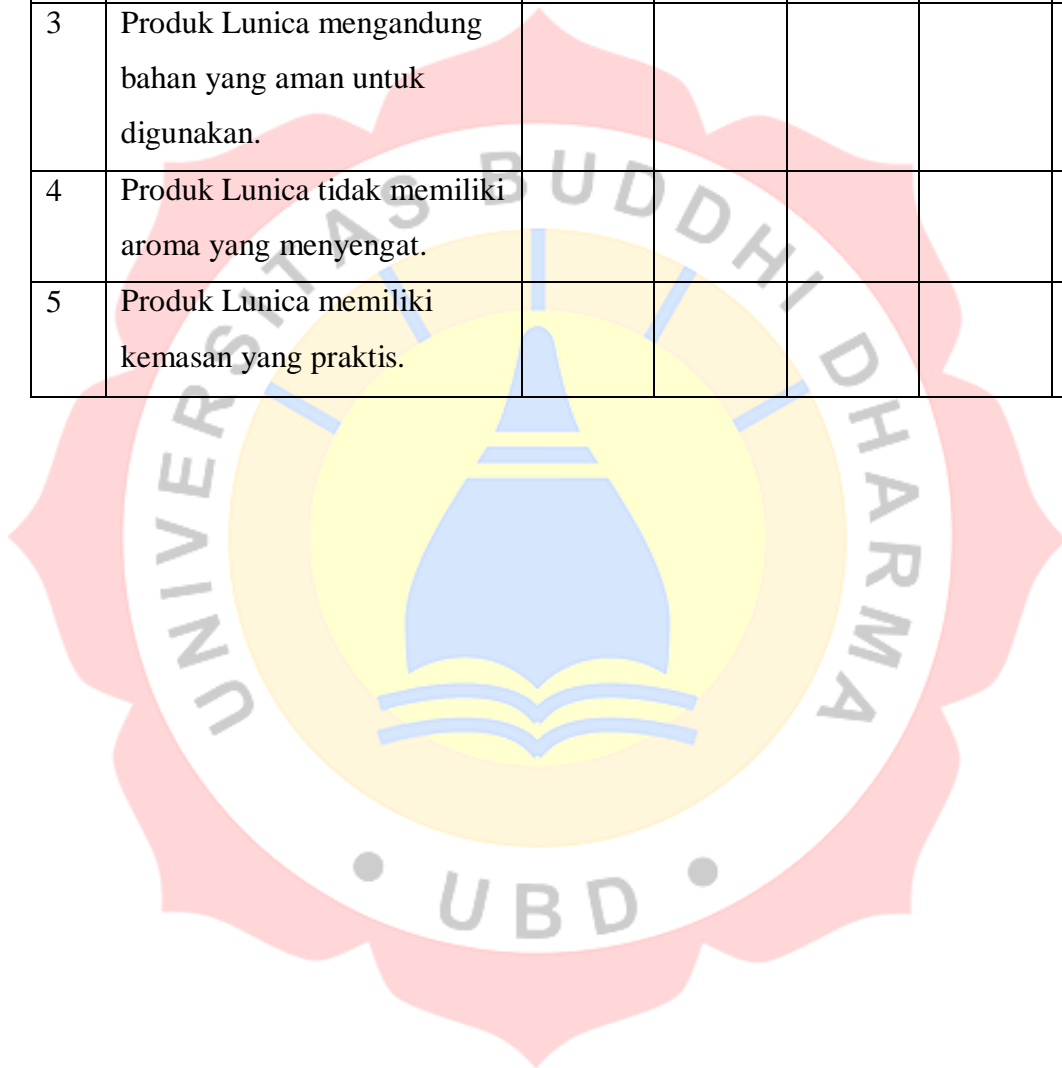 3 Produk Lunica mengandung
bahan yang aman untuk
digunakan.
4 Produk Lunica tidak memiliki
aroma yang menyengat.
5 Produk Lunica memiliki
kemasan yang praktis.
UNIVERSITAS BUDDHI DHARMA
• UBD •